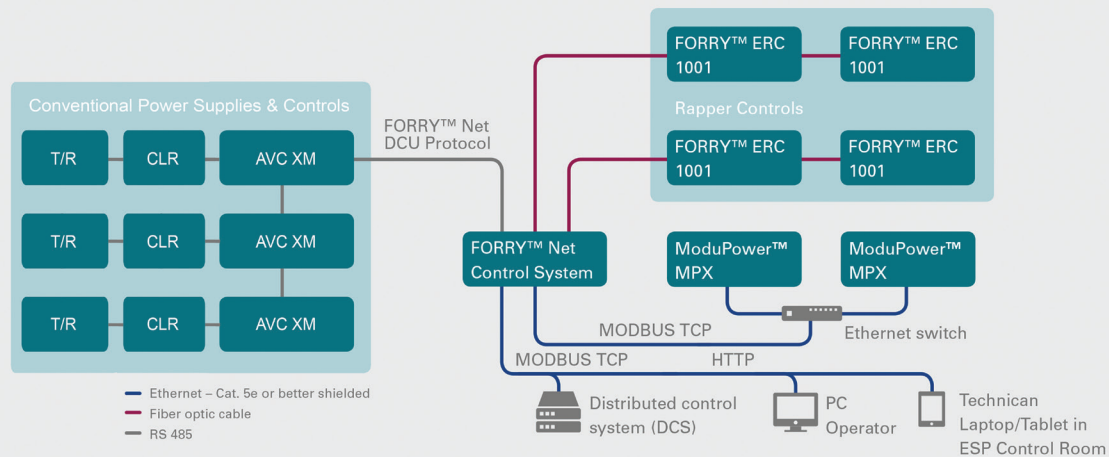 Conventional Power Supplies & Controls
T/R
CLR
AVC XM
T/R
CLR
AVC XM
T/R
CLR
AVC XM
FORRY™ Net
DCU Protocol
FORRY™ ERC
1001
FORRY™ ERC
1001
Rapper Controls
FORRY™ ERC
1001
FORRY™ ERC
1001
FORRY™ Net
Control System
ModuPower™
MPX
ModuPower™
MPX
MODBUS TCP
Ethernet switch
MODBUS TCP
HTTP
Ethernet – Cat. 5e or better shielded
Fiber optic cable
RS 485
Distributed control
system (DCS)
PC
Operator
Technican
Laptop/Tablet in
ESP Control Room